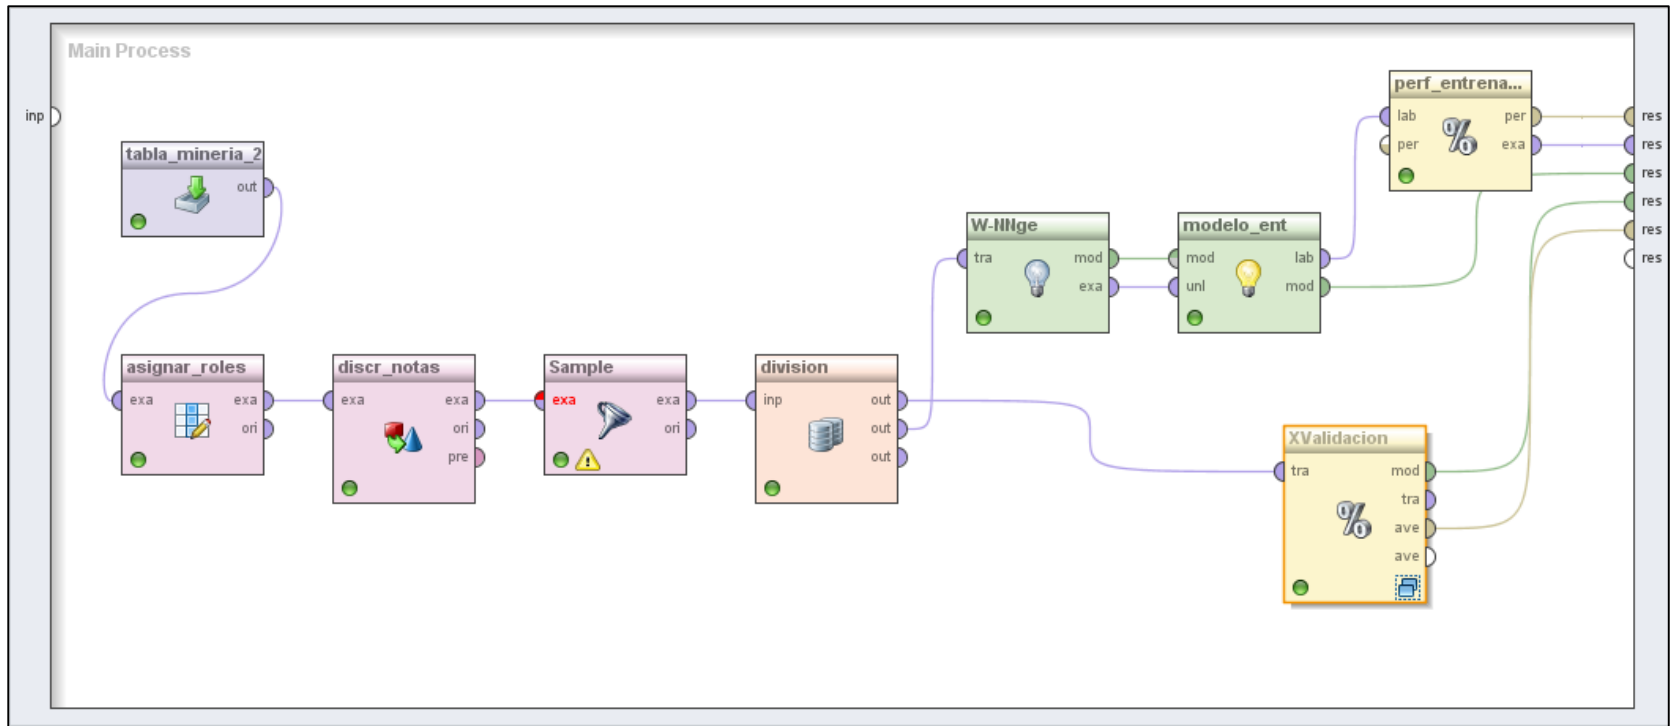 Main Process
inp
tabla_mineria_2
out
asignar_roles
exa exa
ori
discr_notas
exa exa
ori
pre
Sample
exa exa
ori
division
inp out
out
out
W-NNge
tra mod
exa
modelo_ent
mod lab
unl mod
perf_entrena...
lab per
per exa
XValidacion
tra mod
tra
ave
ave
res
res
res
res
res
res